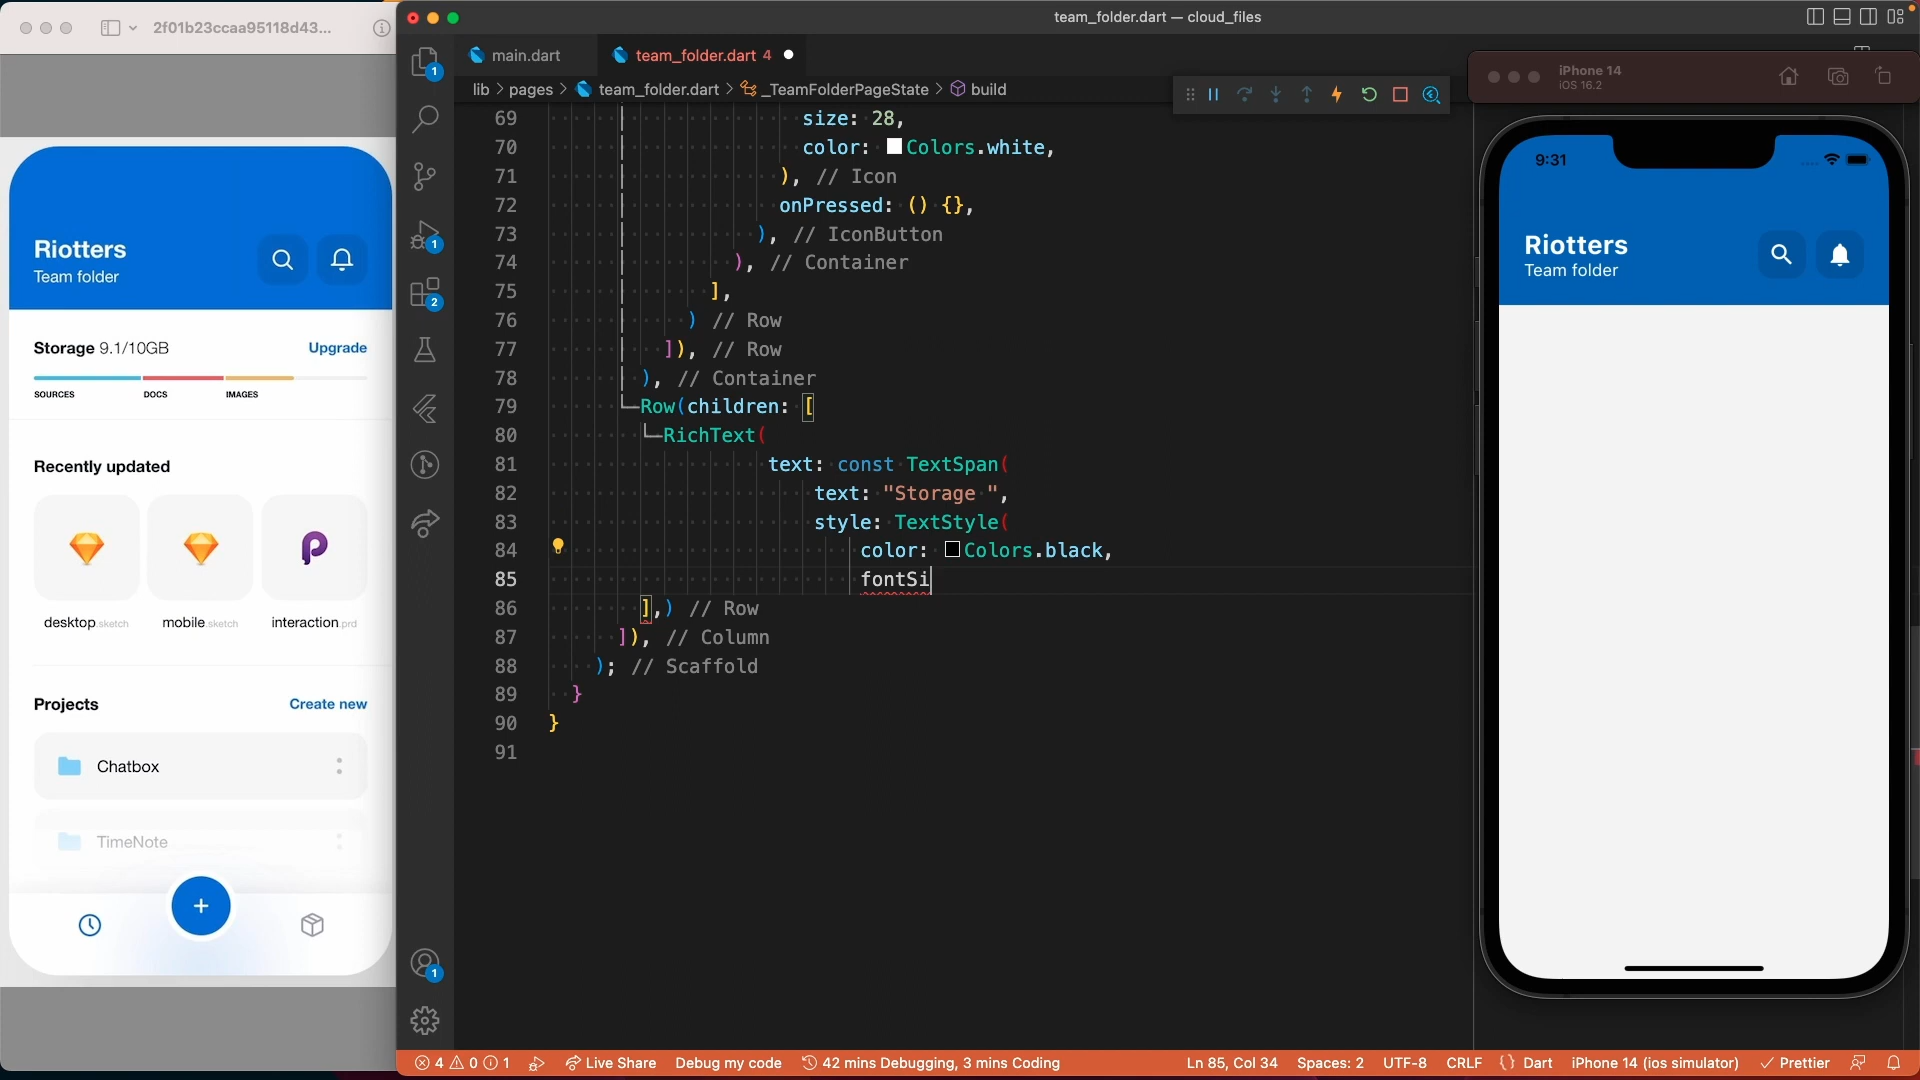 2f01b23ccaa95118d43...
Riotters
Team folder
Storage 9.1/10GB
Upgrade
SOURCES
DOCS
IMAGES
Recently updated
desktop.sketch
mobile.sketch
interaction.prd
Projects
Create new
Chatbox
TimeNote
team_folder.dart — cloud_files
main.dart
team_folder.dart 4
lib > pages > team_folder.dart > _TeamFolderPageState > build
1
1
2
1
69 size: 28,
70 color: Colors.white,
71 ), // Icon
72 onPressed: () {},
73 ), // IconButton
74 ), // Container
75 ],
76 ) // Row
77 ]), // Row
78 ), // Container
79 Row(children: [
80 RichText(
81 text: const TextSpan(
82 text: "Storage ",
83 style: TextStyle(
84 color: Colors.black,
85 fontSi
86 ],) // Row
87 ]), // Column
88 ); // Scaffold
89 }
90 }
91
4 0 1
Live Share
Debug my code
42 mins Debugging, 3 mins Coding
Ln 85, Col 34
Spaces: 2
UTF-8
CRLF
{} Dart
iPhone 14 (ios simulator)
Prettier
iPhone 14
iOS 16.2
9:31
Riotters
Team folder